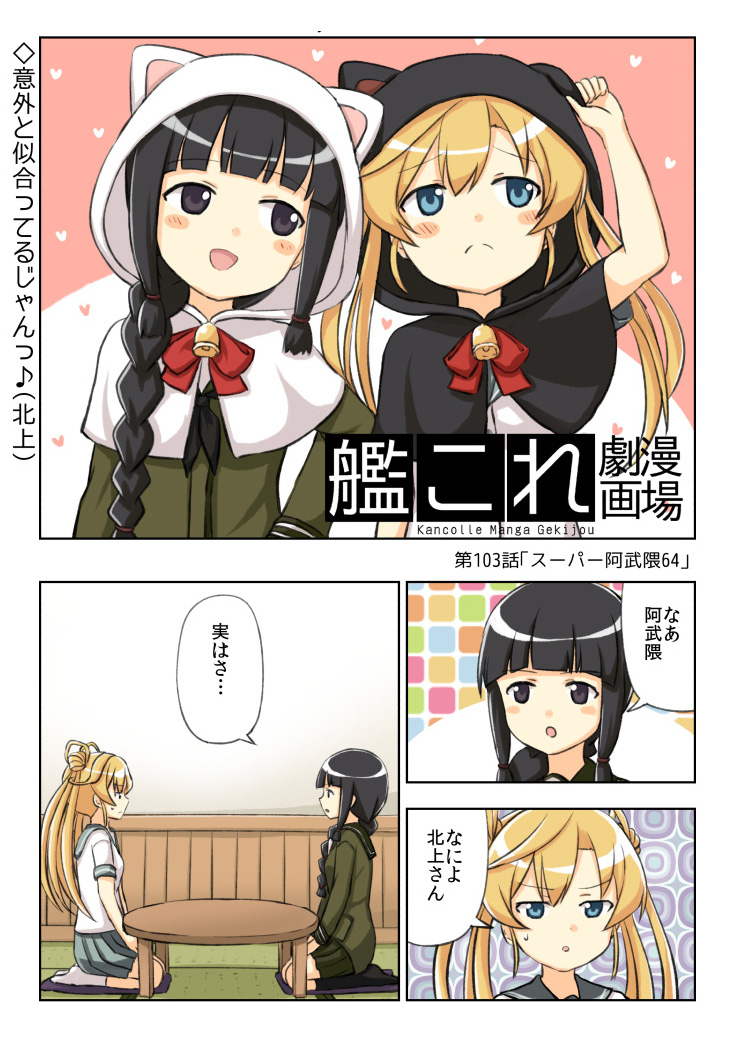 ◇意外と似合ってるじゃんっ♪(北上)
艦これ
漫画劇場
Kancolle Manga Gekijou
第103話「スーパー阿武隈64」
なあ
阿武隈
なによ
北上さん
実はさ…